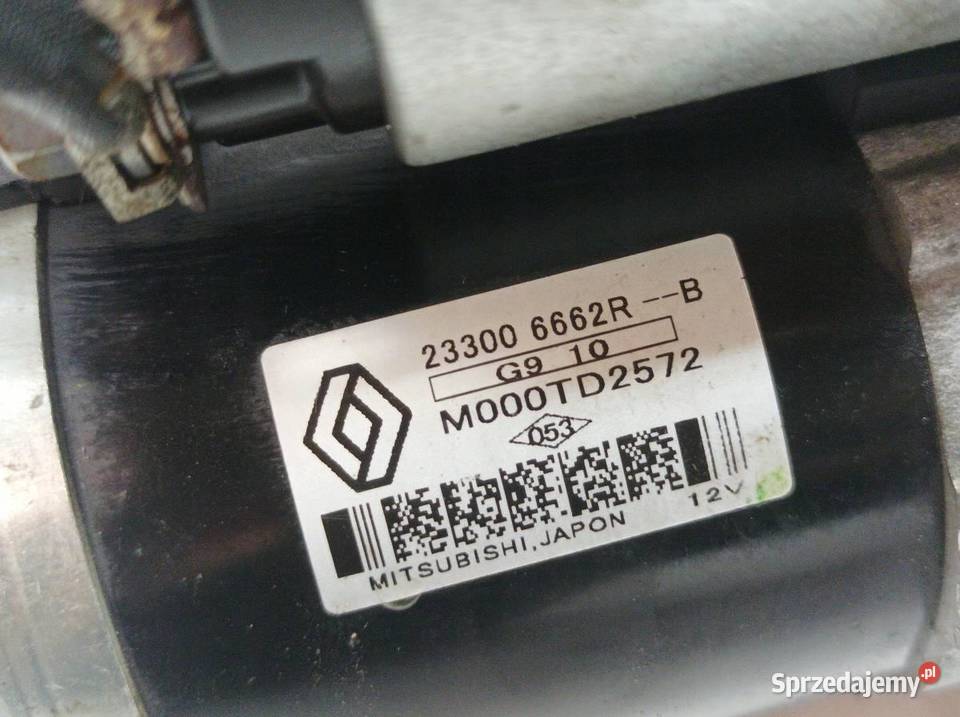 23300 6662R --B
G9 10
M000TD2572
053
MITSUBISHI, JAPON
12V
Sprzedajemy.pl